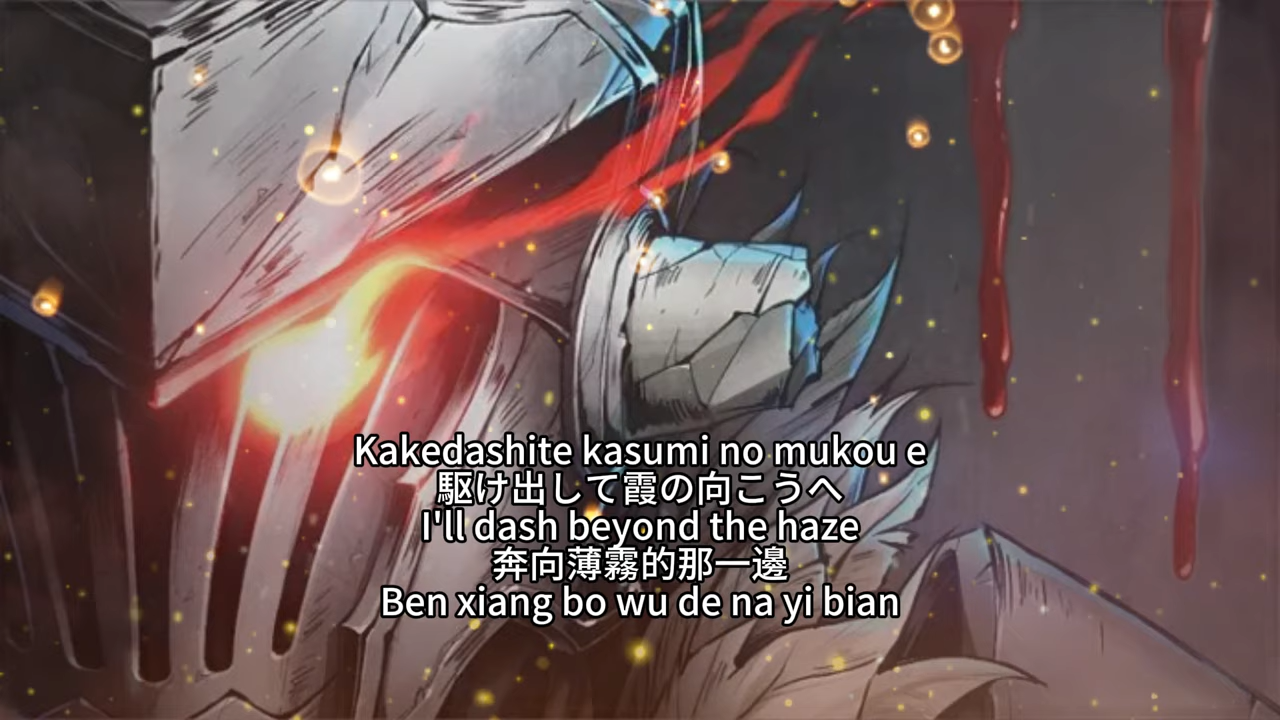 Kakedashite kasumi no mukou e
駆け出して霞の向こうへ
I'll dash beyond the haze
奔向薄霧的那一邊
Ben xiang bo wu de na yi bian